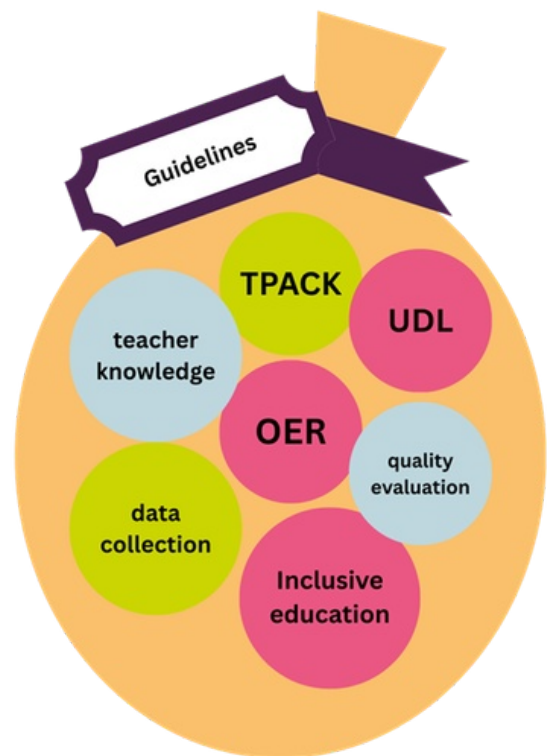 Guidelines
TPACK
UDL
teacher
knowledge
OER
quality
evaluation
data
collection
Inclusive
education